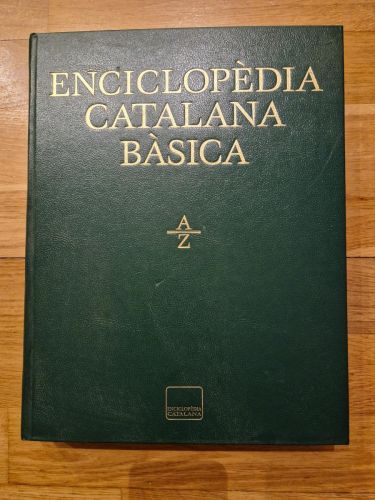 ENCICLOPÈDIA
CATALANA
BÀSICA
A
Z
ENCICLOPÈDIA
CATALANA